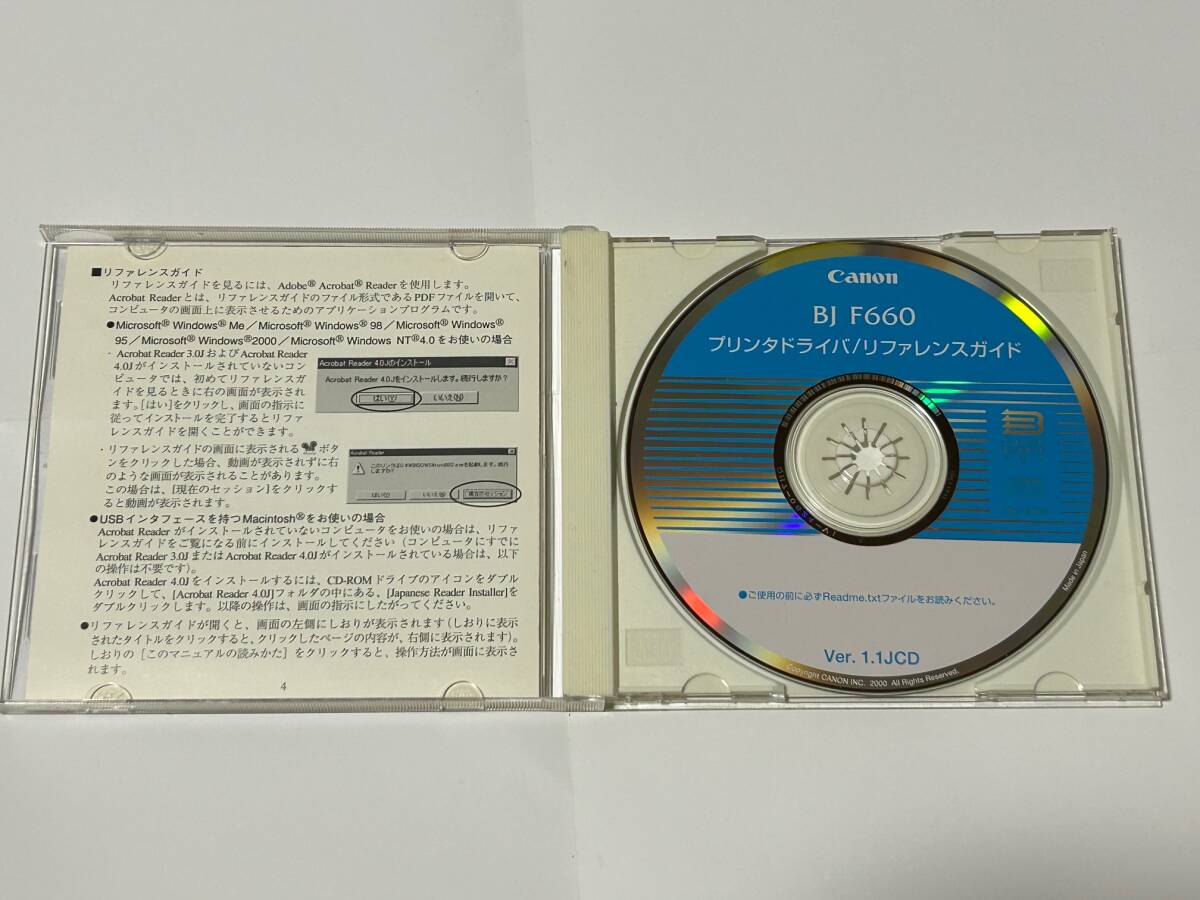 ■リファレンスガイド
リファレンスガイドを見るには、Adobe® Acrobat® Readerを使用します。
Acrobat Readerとは、リファレンスガイドのファイル形式であるPDFファイルを開いて、
コンピュータの画面上に表示させるためのアプリケーションプログラムです。
●Microsoft® Windows® Me／Microsoft® Windows® 98／Microsoft® Windows®
95／Microsoft® Windows®2000／Microsoft® Windows NT®4.0をお使いの場合
・Acrobat Reader 3.0JおよびAcrobat Reader
4.0Jがインストールされていないコン
ピュータでは、初めてリファレンスガ
イドを見るときに右の画面が表示され
ます。[はい]をクリックし、画面の指示に
従ってインストールを完了するとリファ
レンスガイドを開くことができます。
Acrobat Reader 4.0Jのインストール
Acrobat Reader 4.0Jをインストールします。続行しますか？
はい(Y)
いいえ(N)
・リファレンスガイドの画面に表示される ボタ
ンをクリックした場合、動画が表示されずに右
のような画面が表示されることがあります。
この場合は、[現在のセッション]をクリックす
ると動画が表示されます。
Acrobat Reader
しますか？
はい(Y)
いいえ(N)
現在のセッション
●USBインタフェースを持つMacintosh®をお使いの場合
Acrobat Readerがインストールされていないコンピュータをお使いの場合は、リファ
レンスガイドをご覧になる前にインストールしてください（コンピュータにすでに
Acrobat Reader 3.0JまたはAcrobat Reader 4.0Jがインストールされている場合は、以下
の操作は不要です）。
Acrobat Reader 4.0Jをインストールするには、CD-ROMドライブのアイコンをダブル
クリックして、[Acrobat Reader 4.0J]フォルダの中にある、[Japanese Reader Installer]を
ダブルクリックします。以降の操作は、画面の指示にしたがってください。
●リファレンスガイドが開くと、画面の左側にしおりが表示されます（しおりに表示
されたタイトルをクリックすると、クリックしたページの内容が、右側に表示されます）。
しおりの［このマニュアルの読みかた］をクリックすると、操作方法が画面に表示さ
れます。
4
Canon
BJ F660
プリンタドライバ/リファレンスガイド
●ご使用の前に必ずReadme.txtファイルをお読みください。
Ver. 1.1JCD
Copyright CANON INC. 2000 All Rights Reserved.
Made in Japan